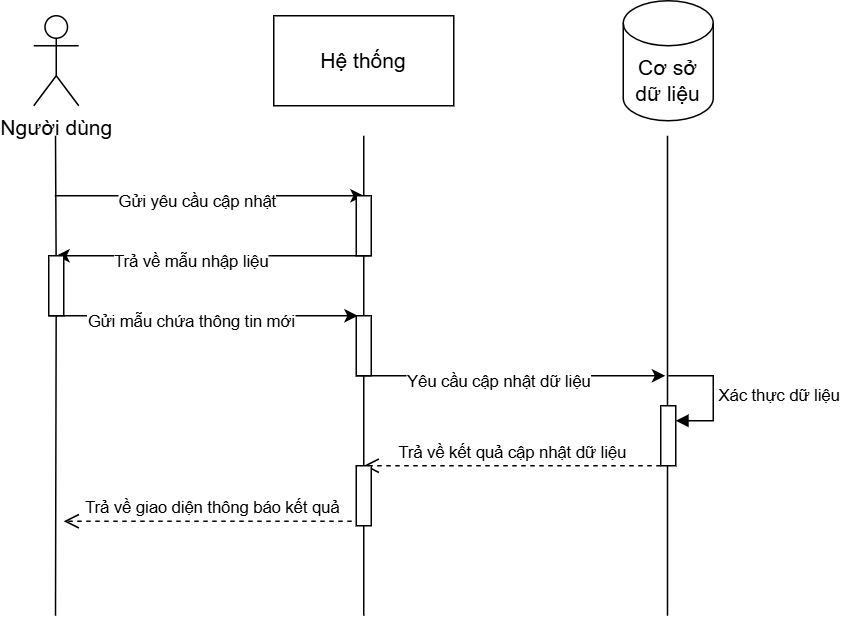 Hệ thống
Cơ sở
dữ liệu
Người dùng
Gửi yêu cầu cập nhật
Trả về mẫu nhập liệu
Gửi mẫu chứa thông tin mới
Yêu cầu cập nhật dữ liệu
Xác thực dữ liệu
Trả về kết quả cập nhật dữ liệu
Trả về giao diện thông báo kết quả